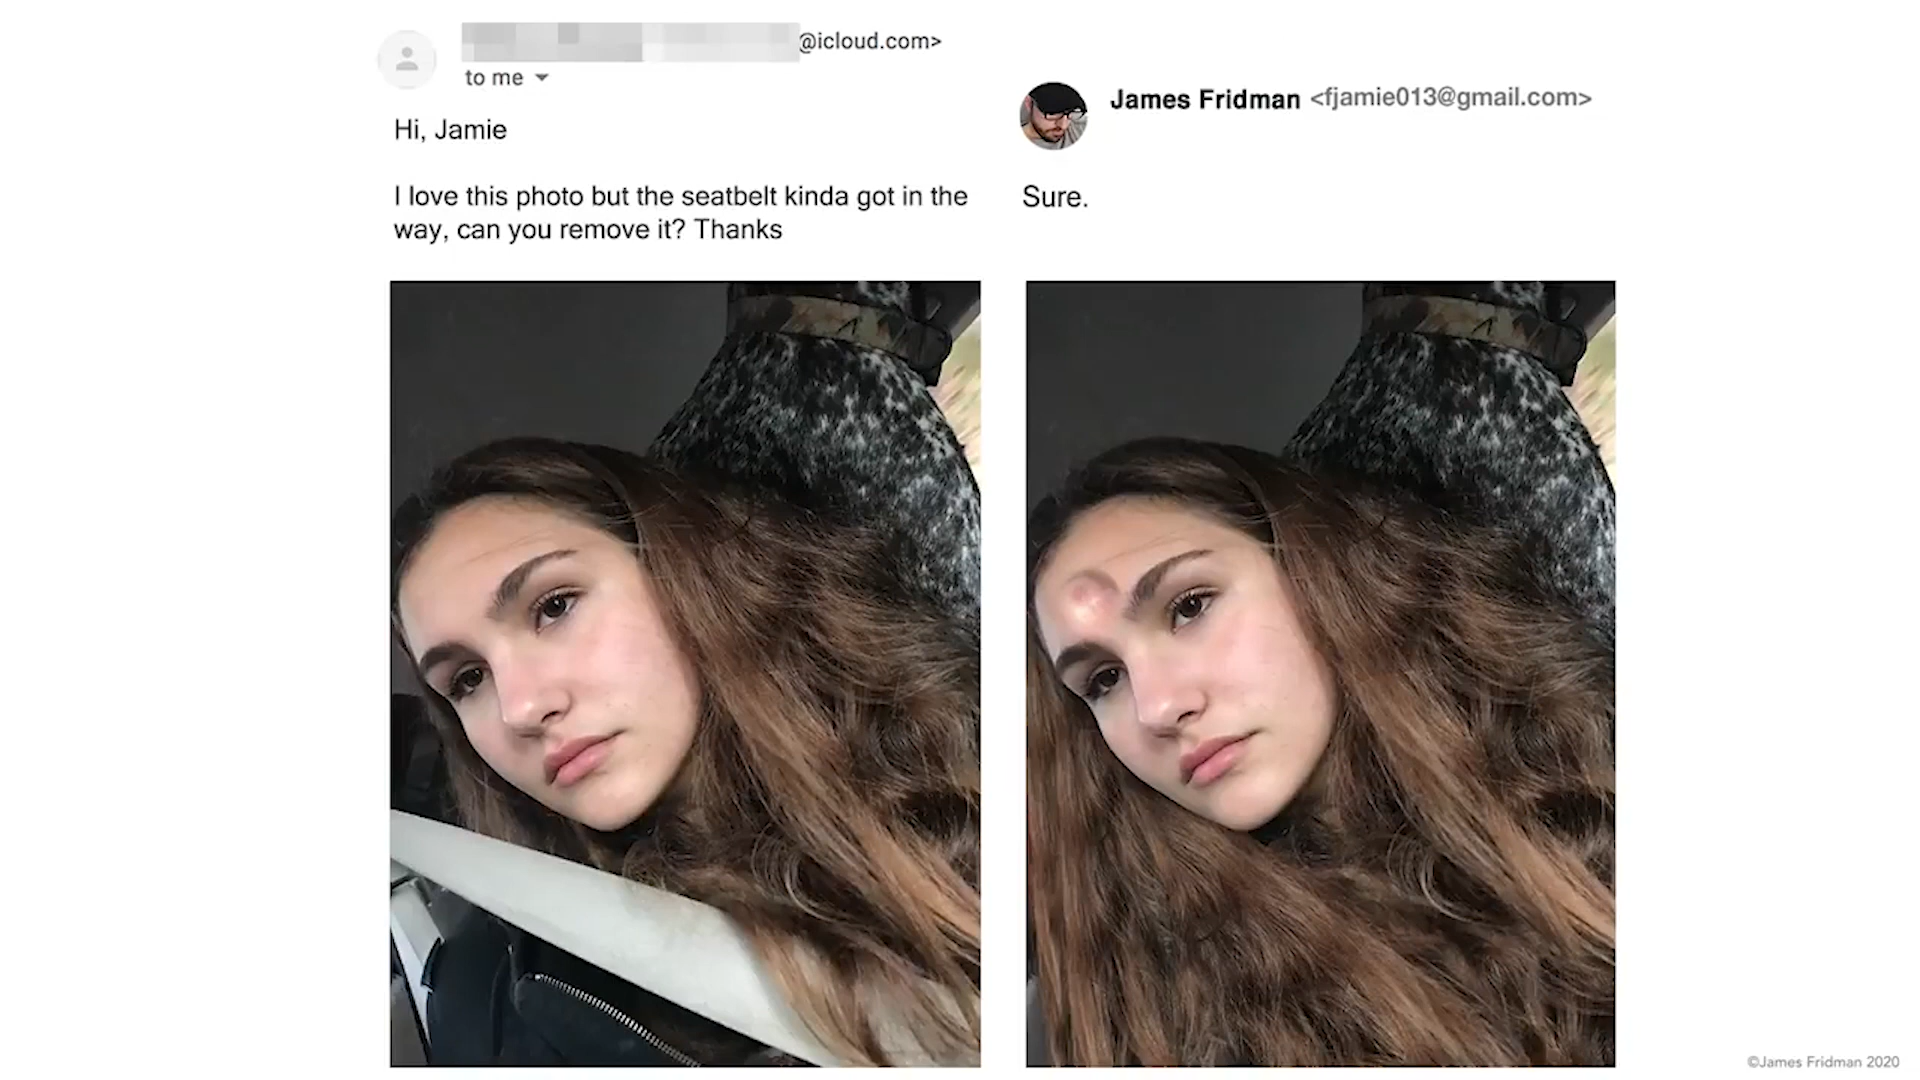 @icloud.com>
to me
Hi, Jamie
I love this photo but the seatbelt kinda got in the
way, can you remove it? Thanks
James Fridman <fjamie013@gmail.com>
Sure.
©James Fridman 2020